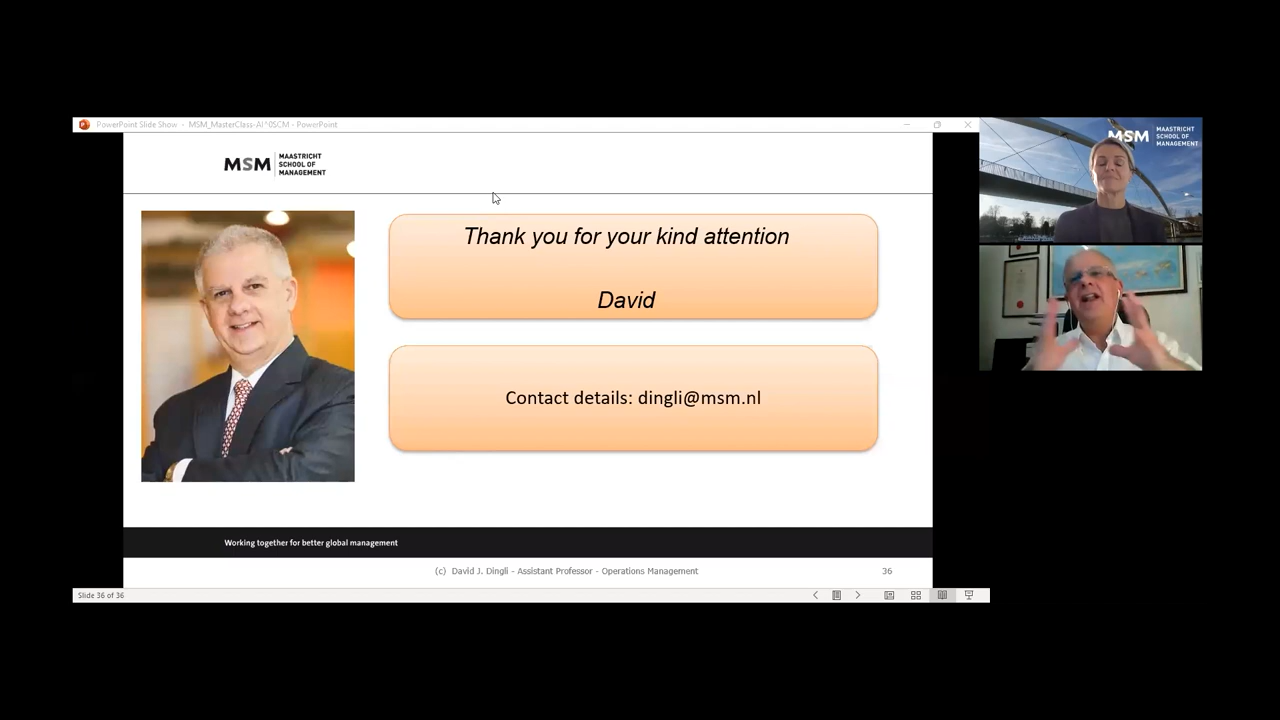 PowerPoint Slide Show - MSM_MasterClass-AI^0SCM - PowerPoint
MSM
MAASTRICHT
SCHOOL OF
MANAGEMENT
MSM
MAASTRICHT
SCHOOL OF
MANAGEMENT
Thank you for your kind attention
David
Contact details: dingli@msm.nl
Working together for better global management
(c) David J. Dingli - Assistant Professor - Operations Management
36
Slide 36 of 36